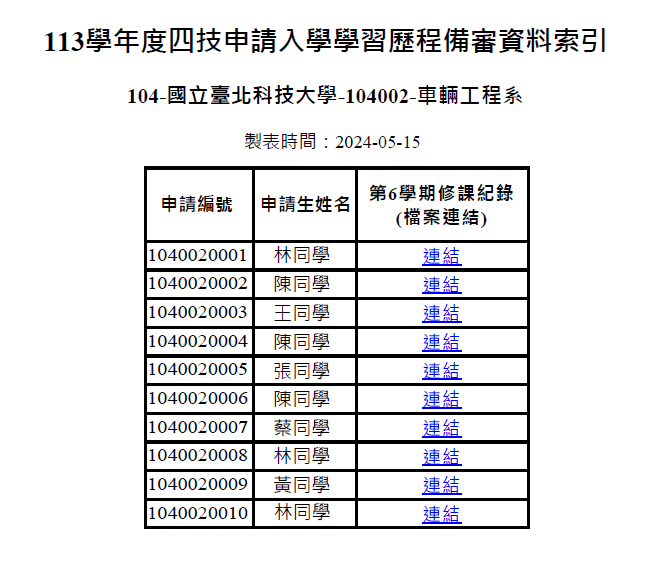 113學年度四技申請入學學習歷程備審資料索引
104-國立臺北科技大學-104002-車輛工程系
製表時間：2024-05-15
申請編號 申請生姓名 第6學期修課紀錄
(檔案連結)
1040020001 林同學 連結
1040020002 陳同學 連結
1040020003 王同學 連結
1040020004 陳同學 連結
1040020005 張同學 連結
1040020006 陳同學 連結
1040020007 蔡同學 連結
1040020008 林同學 連結
1040020009 黃同學 連結
1040020010 林同學 連結